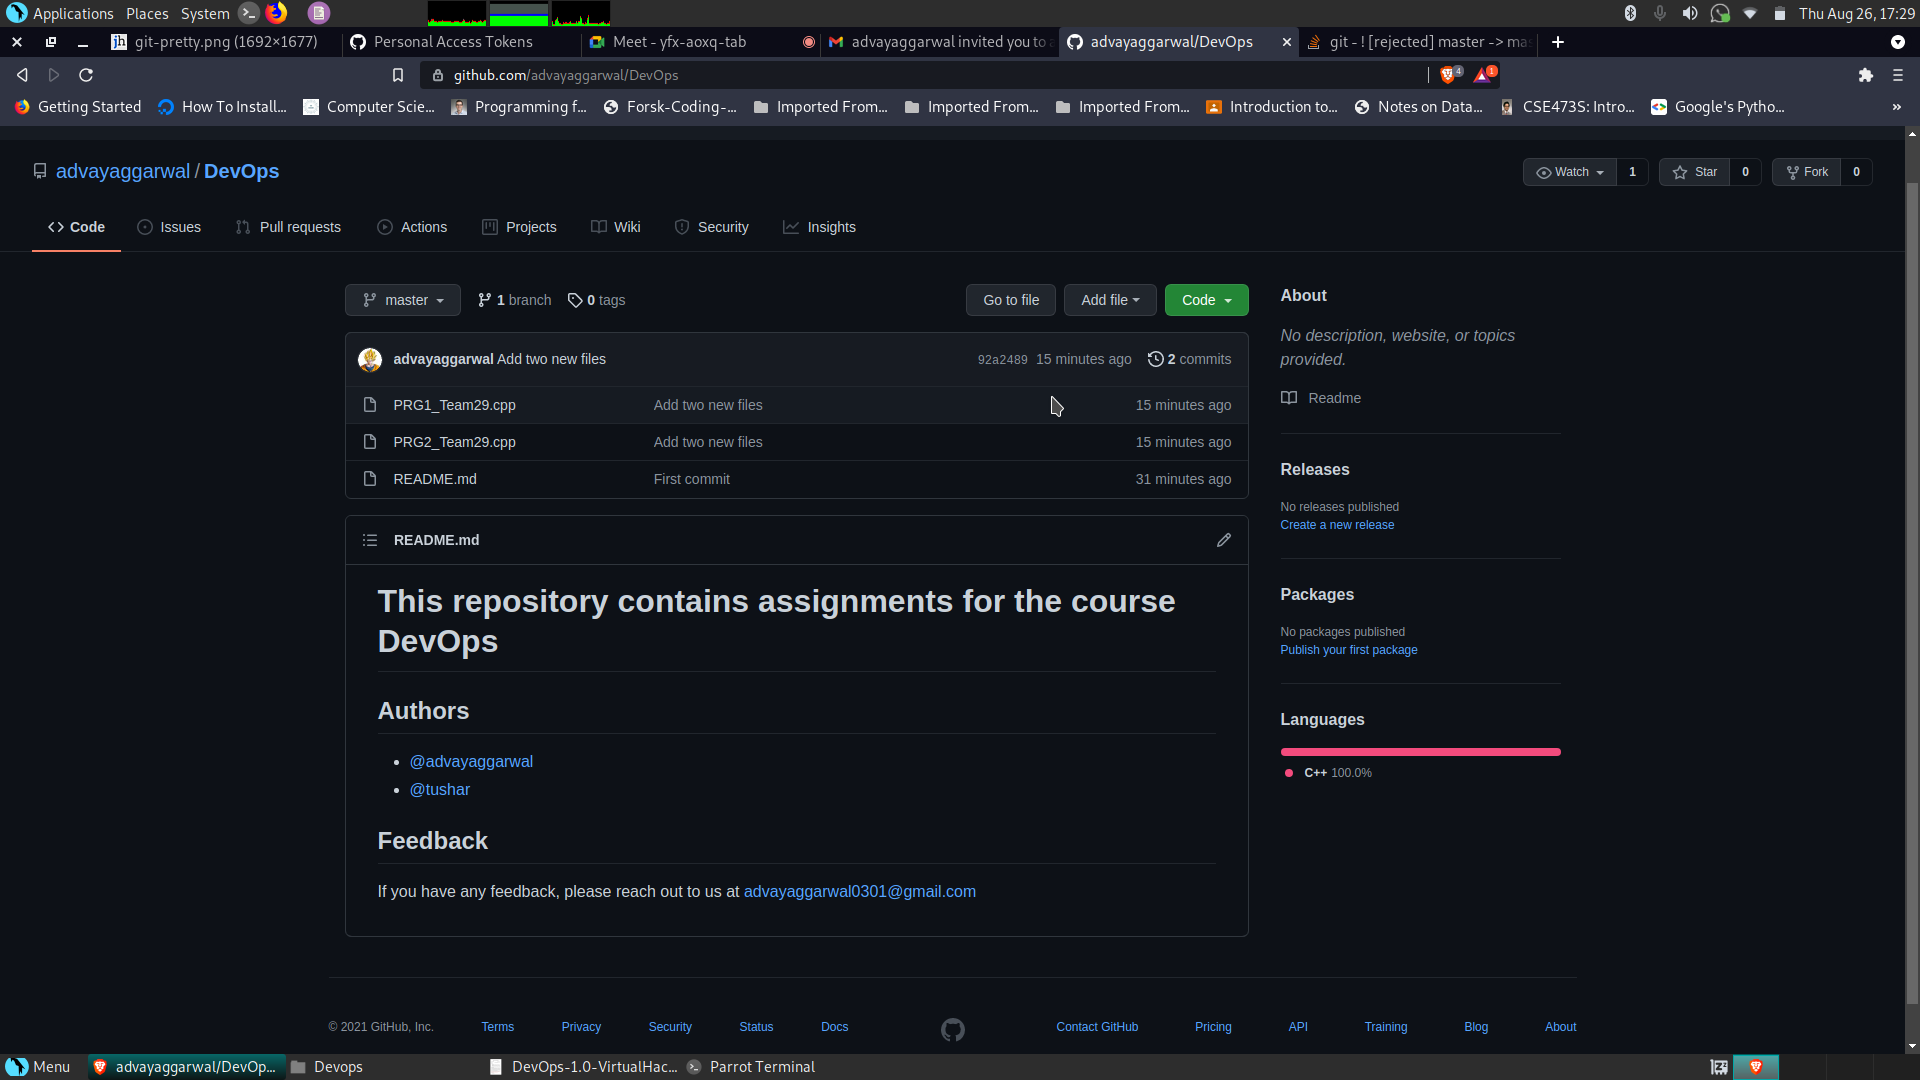 Applications Places System Thu Aug 26, 17:29
git-pretty.png (1692×1677) Personal Access Tokens Meet - yfx-aoxq-tab advayaggarwal invited you to advayaggarwal/DevOps git - ! [rejected] master -> mas
github.com/advayaggarwal/DevOps 4 1
Getting Started How To Install... Computer Scie... Programming f... Forsk-Coding-... Imported From... Imported From... Imported From... Introduction to... Notes on Data... CSE473S: Intro... Google's Pytho... »
advayaggarwal / DevOps Watch 1 Star 0 Fork 0
Code Issues Pull requests Actions Projects Wiki Security Insights
master 1 branch 0 tags Go to file Add file Code
advayaggarwal Add two new files 92a2489 15 minutes ago 2 commits
PRG1_Team29.cpp Add two new files 15 minutes ago
PRG2_Team29.cpp Add two new files 15 minutes ago
README.md First commit 31 minutes ago
README.md
This repository contains assignments for the course
DevOps
Authors
• @advayaggarwal
• @tushar
Feedback
If you have any feedback, please reach out to us at advayaggarwal0301@gmail.com
About
No description, website, or topics
provided.
Readme
Releases
No releases published
Create a new release
Packages
No packages published
Publish your first package
Languages
C++ 100.0%
© 2021 GitHub, Inc. Terms Privacy Security Status Docs Contact GitHub Pricing API Training Blog About
Menu advayaggarwal/DevOp... Devops DevOps-1.0-VirtualHac... Parrot Terminal